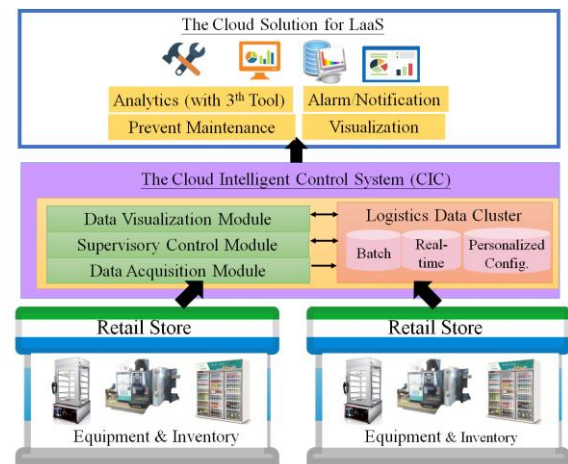 The Cloud Solution for LaaS
Analytics (with 3th Tool)
Alarm/Notification
Prevent Maintenance
Visualization
The Cloud Intelligent Control System (CIC)
Data Visualization Module
Supervisory Control Module
Data Acquisition Module
Logistics Data Cluster
Batch
Real-
time
Personalized
Config.
Retail Store
Equipment & Inventory
Retail Store
Equipment & Inventory